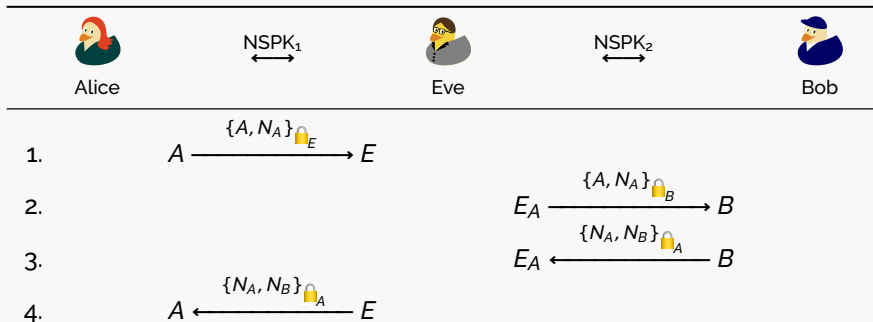 NSPK₁ NSPK₂
Alice Eve Bob
1. A {A, N_A}🔒_E E
2. E_A {A, N_A}🔒_B B
3. E_A {N_A, N_B}🔒_A B
4. A {N_A, N_B}🔒_A E